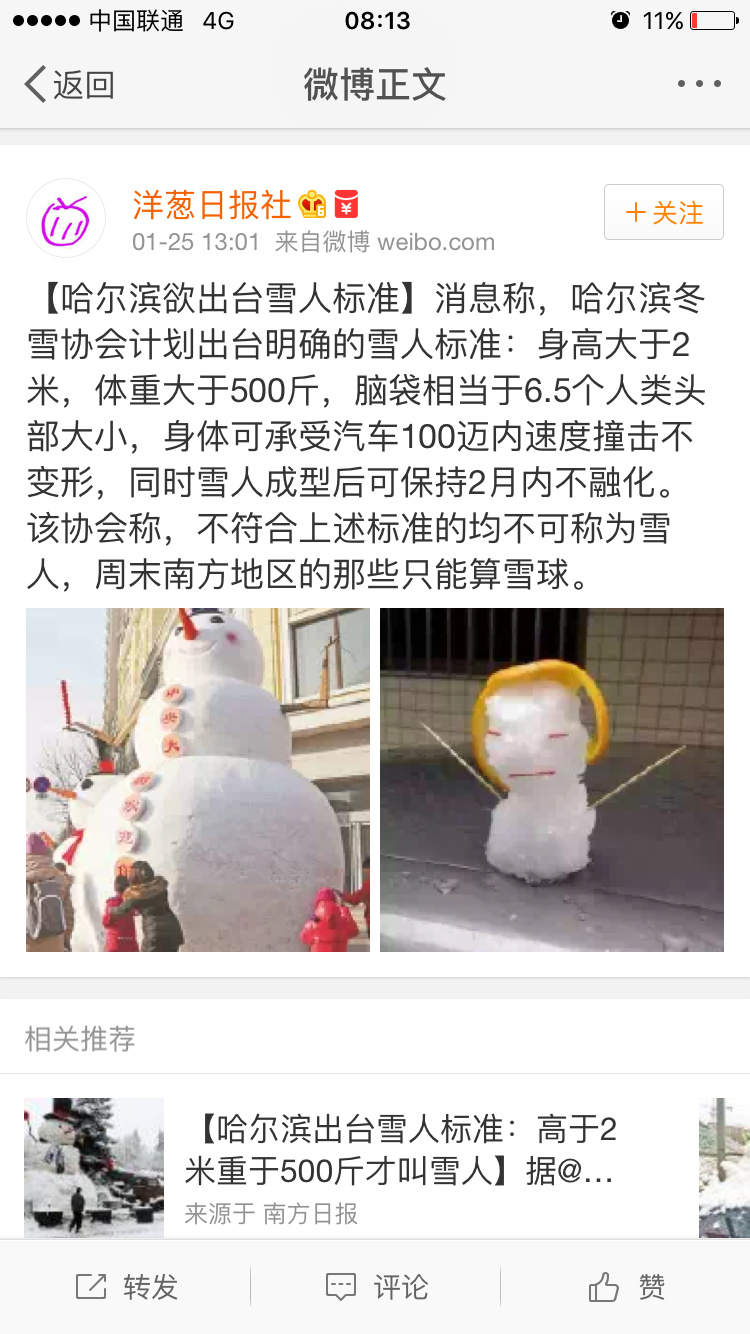 中国联通 4G 08:13 11%
返回 微博正文
洋葱日报社
+关注
01-25 13:01 来自微博 weibo.com
【哈尔滨欲出台雪人标准】消息称，哈尔滨冬
雪协会计划出台明确的雪人标准：身高大于2
米，体重大于500斤，脑袋相当于6.5个人类头
部大小，身体可承受汽车100迈内速度撞击不
变形，同时雪人成型后可保持2月内不融化。
该协会称，不符合上述标准的均不可称为雪
人，周末南方地区的那些只能算雪球。
相关推荐
【哈尔滨出台雪人标准：高于2
米重于500斤才叫雪人】据@...
来源于 南方日报
转发 评论 赞